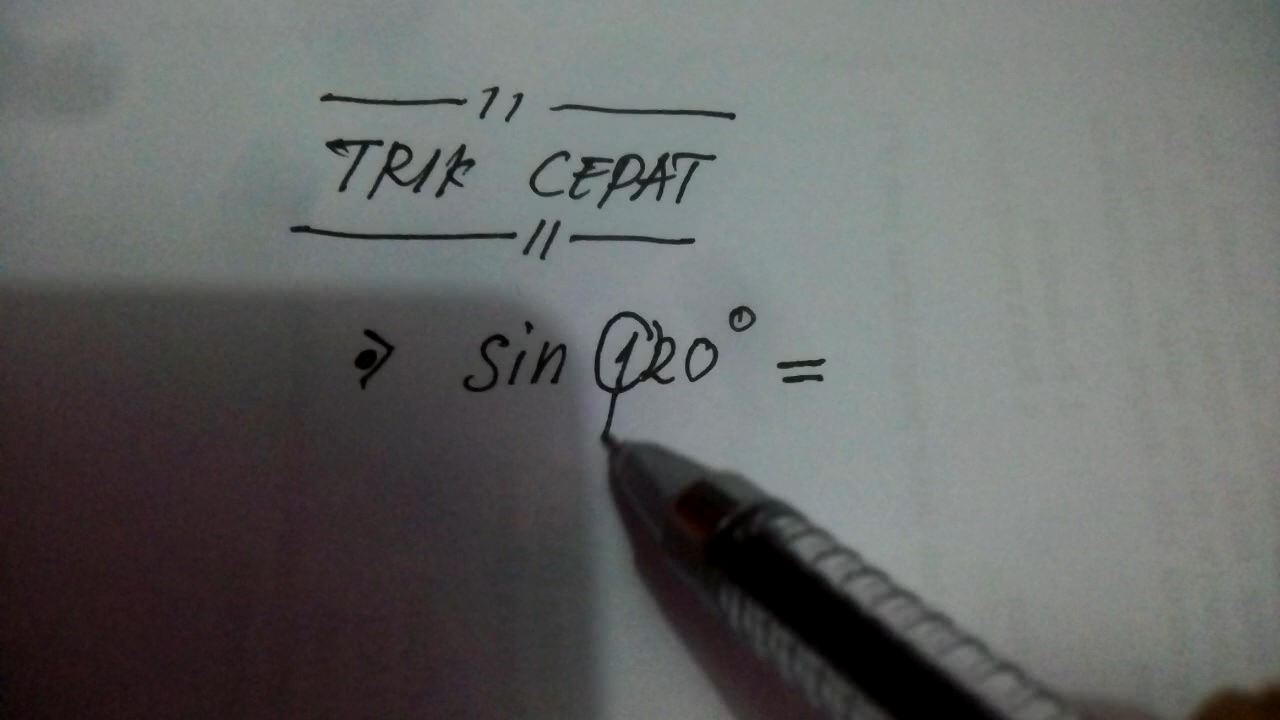 TRIK CEPAT
sin 120° =